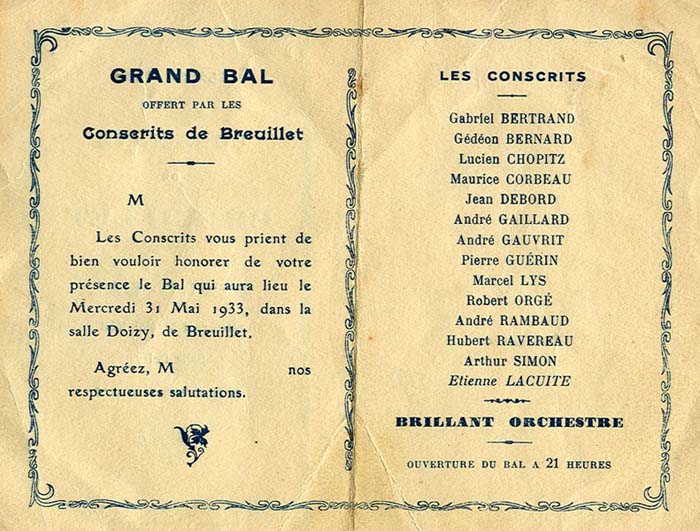 GRAND BAL
OFFERT PAR LES
Conscrits de Breuillet
M
Les Conscrits vous prient de
bien vouloir honorer de votre
présence le Bal qui aura lieu le
Mercredi 31 Mai 1933, dans la
salle Doizy, de Breuillet.
Agréez, M nos
respectueuses salutations.
LES CONSCRITS
Gabriel BERTRAND
Gédéon BERNARD
Lucien CHOPITZ
Maurice CORBEAU
Jean DEBORD
André GAILLARD
André GAUVRIT
Pierre GUÉRIN
Marcel LYS
Robert ORGÉ
André RAMBAUD
Hubert RAVEREAU
Arthur SIMON
Etienne LACUITE
BRILLANT ORCHESTRE
OUVERTURE DU BAL A 21 HEURES